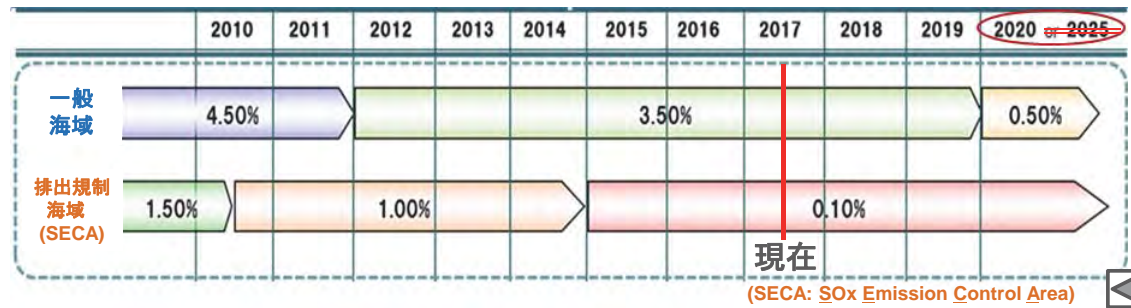 2010 2011 2012 2013 2014 2015 2016 2017 2018 2019 2020 or 2025
一般
海域
4.50% 3.50% 0.50%
排出規制
海域
(SECA)
1.50% 1.00% 0.10%
現在
(SECA: SOx Emission Control Area)